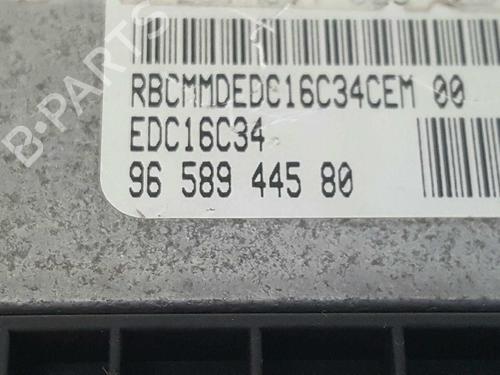 RBCMMDEDC16C34CEM 00
EDC16C34
96 589 445 80
B-PARTS